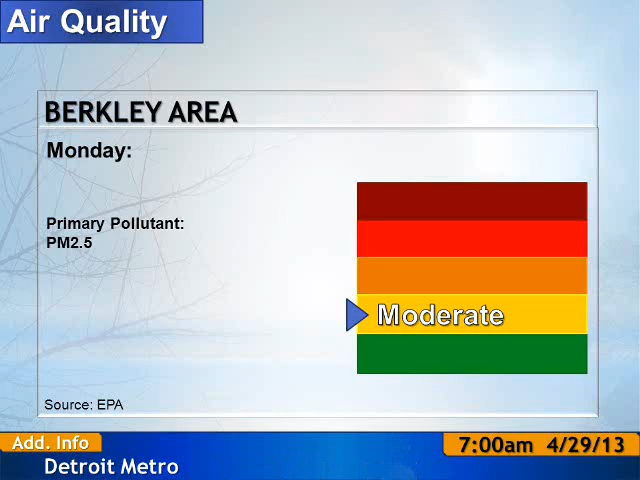 Air Quality
BERKLEY AREA
Monday:
Primary Pollutant:
PM2.5
Moderate
Source: EPA
Add. Info
7:00am 4/29/13
Detroit Metro